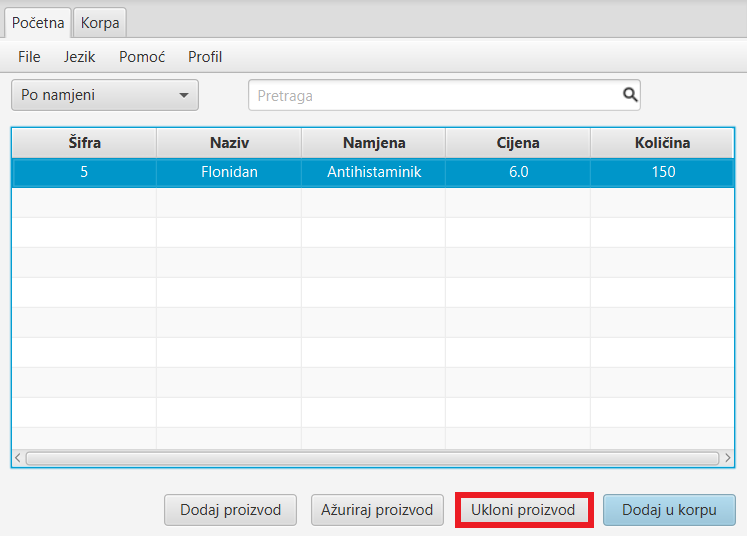 Početna Korpa
File Jezik Pomoć Profil
Po namjeni Pretraga
Šifra Naziv Namjena Cijena Količina
5 Flonidan Antihistaminik 6.0 150
Dodaj proizvod Ažuriraj proizvod Ukloni proizvod Dodaj u korpu